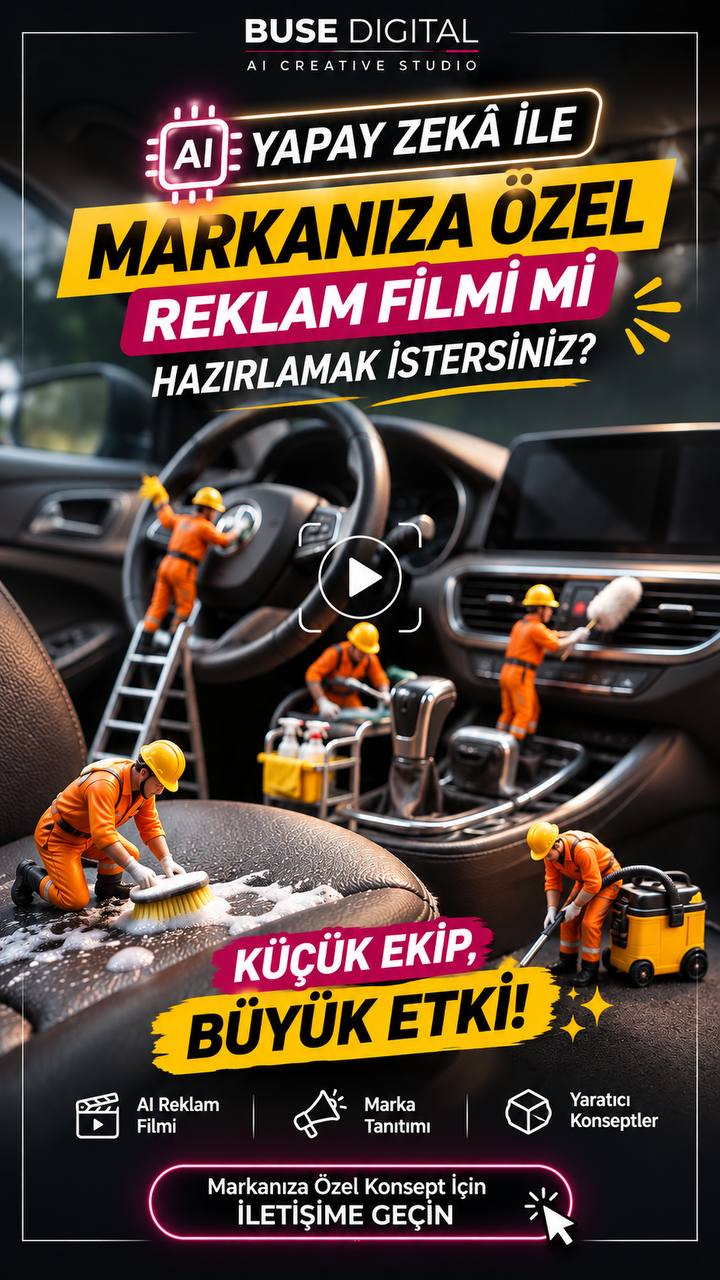 BUSE DIGITAL
AI CREATIVE STUDIO
AI YAPAY ZEKÂ İLE
MARKANIZA ÖZEL
REKLAM FİLMİ Mİ
HAZIRLAMAK İSTERSİNİZ?
KÜÇÜK EKİP,
BÜYÜK ETKİ!
AI Reklam
Filmi
Marka
Tanıtımı
Yaratıcı
Konseptler
Markanıza Özel Konsept İçin
İLETİŞİME GEÇİN